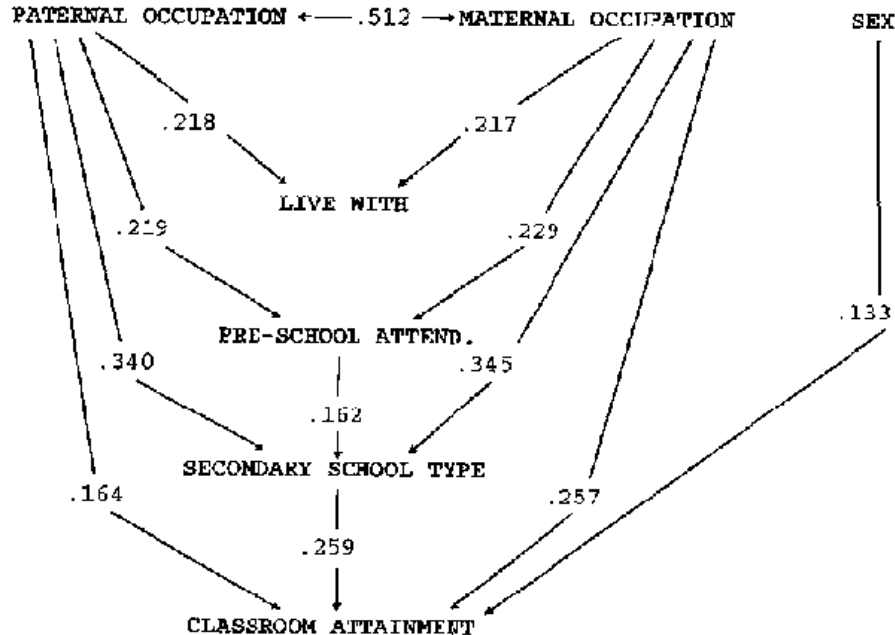 PATERNAL OCCUPATION .512 MATERNAL OCCUPATION SEX
.218 .217
LIVE WITH
.219 .229
PRE-SCHOOL ATTEND.
.133
.340 .345
.162
SECONDARY SCHOOL TYPE
.164 .257
.259
CLASSROOM ATTAINMENT